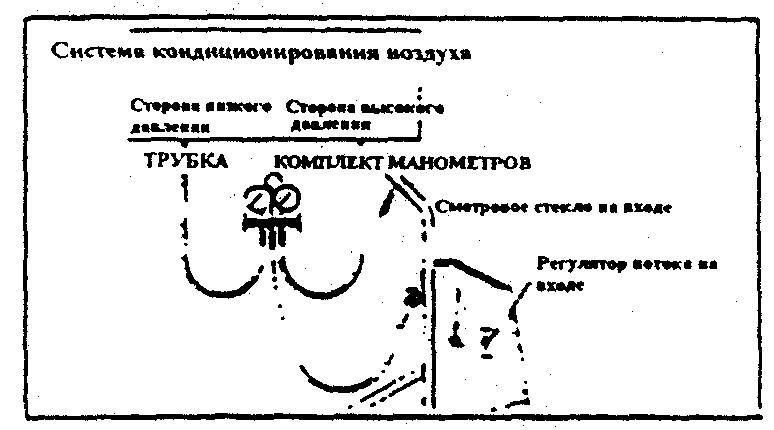 Система кондиционирования воздуха
Сторона низкого Сторона высокого
давлении давления
ТРУБКА КОМПЛЕКТ МАНОМЕТРОВ
Смотровое стекло на входе
Регулятор потока на
входе